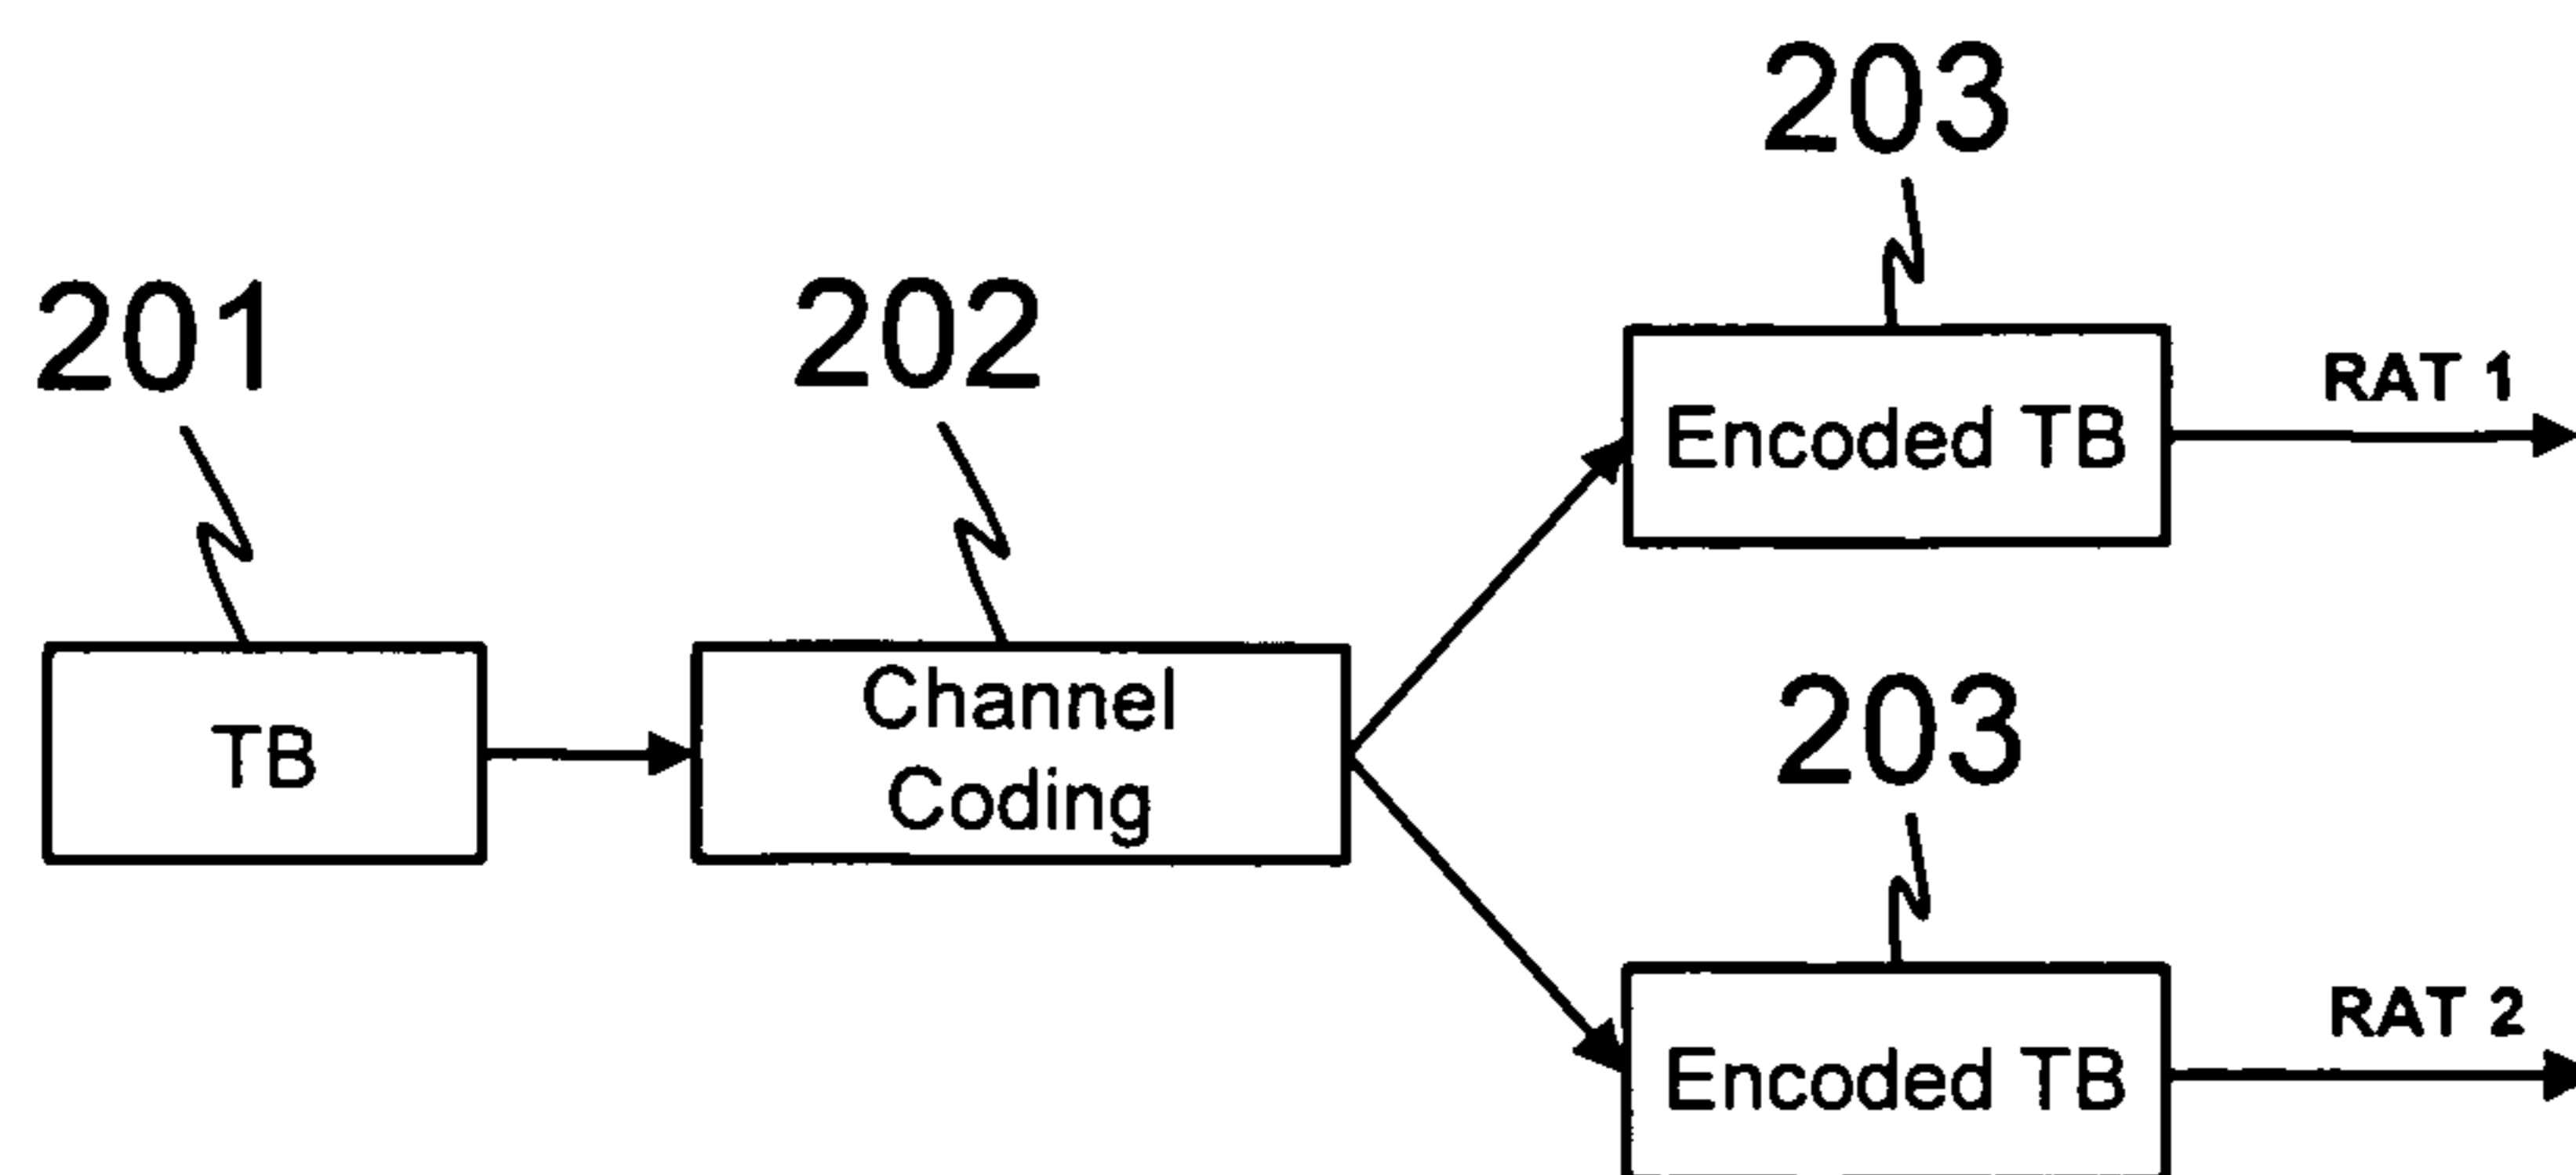 203
201
202
Encoded TB
RAT 1
TB
Channel
Coding
203
Encoded TB
RAT 2